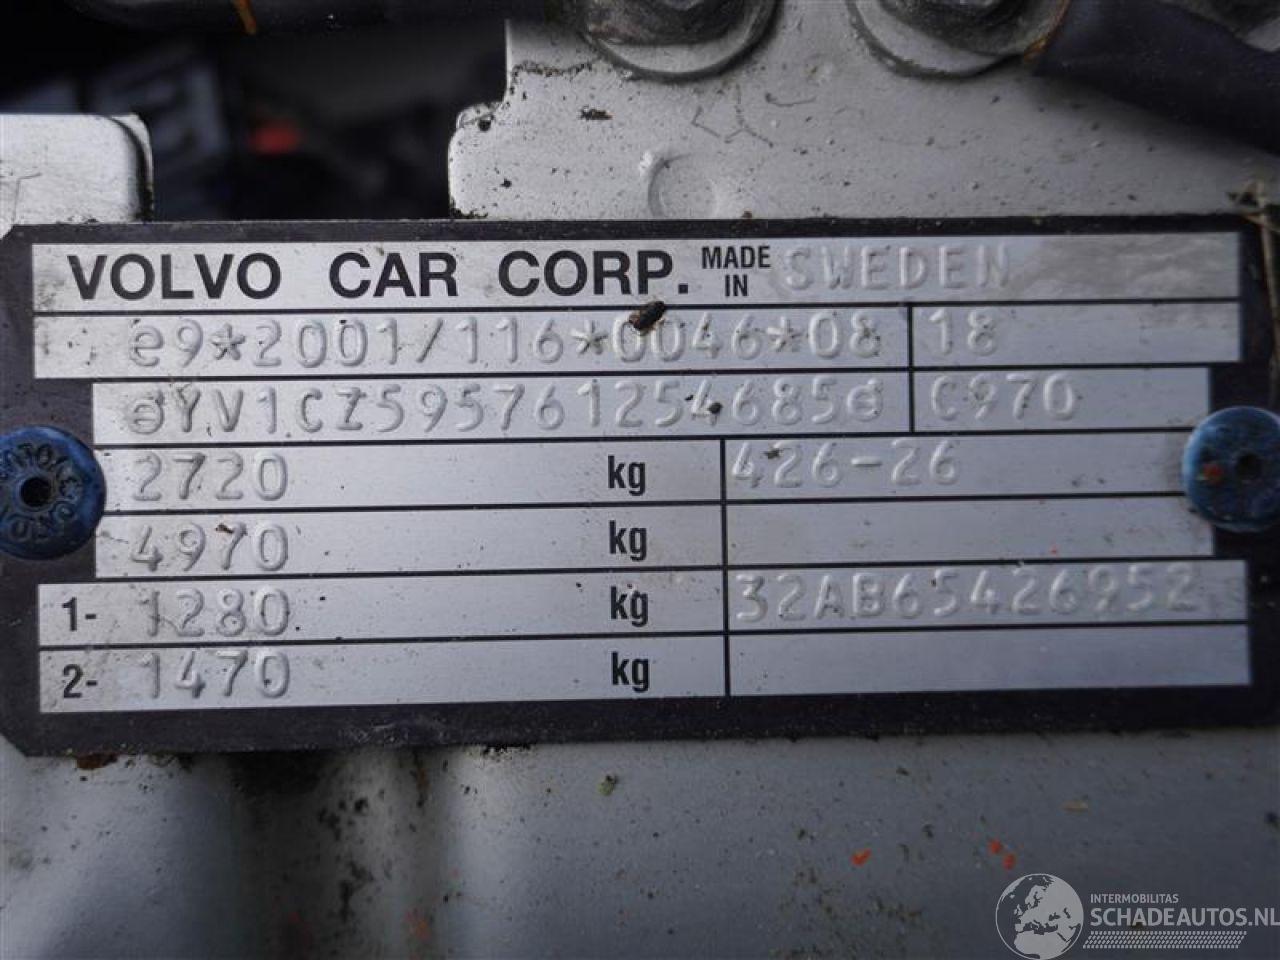 VOLVO CAR CORP. MADE IN SWEDEN
e9*2001/116*0046*08 18
YV1CZ595761254685 C970
2720 kg 426-26
4970 kg
1- 1280 kg 32AB65426952
2- 1470 kg
INTERMOBILITAS
SCHADEAUTOS.NL